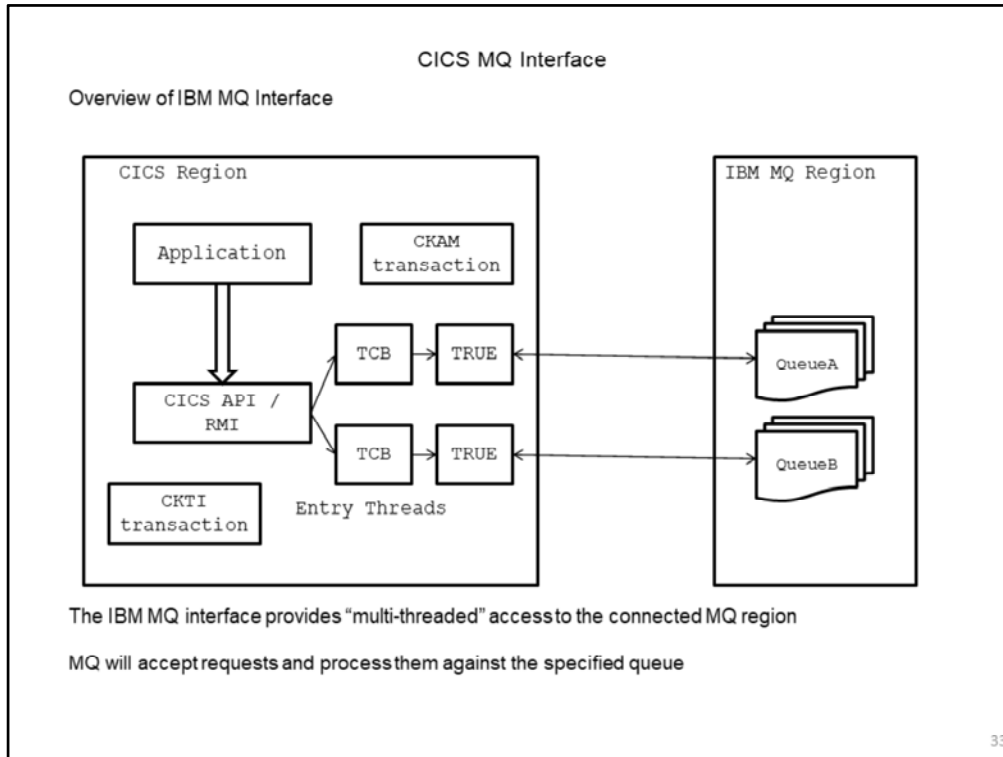 CICS MQ Interface
Overview of IBM MQ Interface
CICS Region
IBM MQ Region
Application
CKAM
transaction
TCB
TRUE
QueueA
CICS API /
RMI
TCB
TRUE
QueueB
CKTI
transaction
Entry Threads
The IBM MQ interface provides “multi-threaded” access to the connected MQ region
MQ will accept requests and process them against the specified queue
33